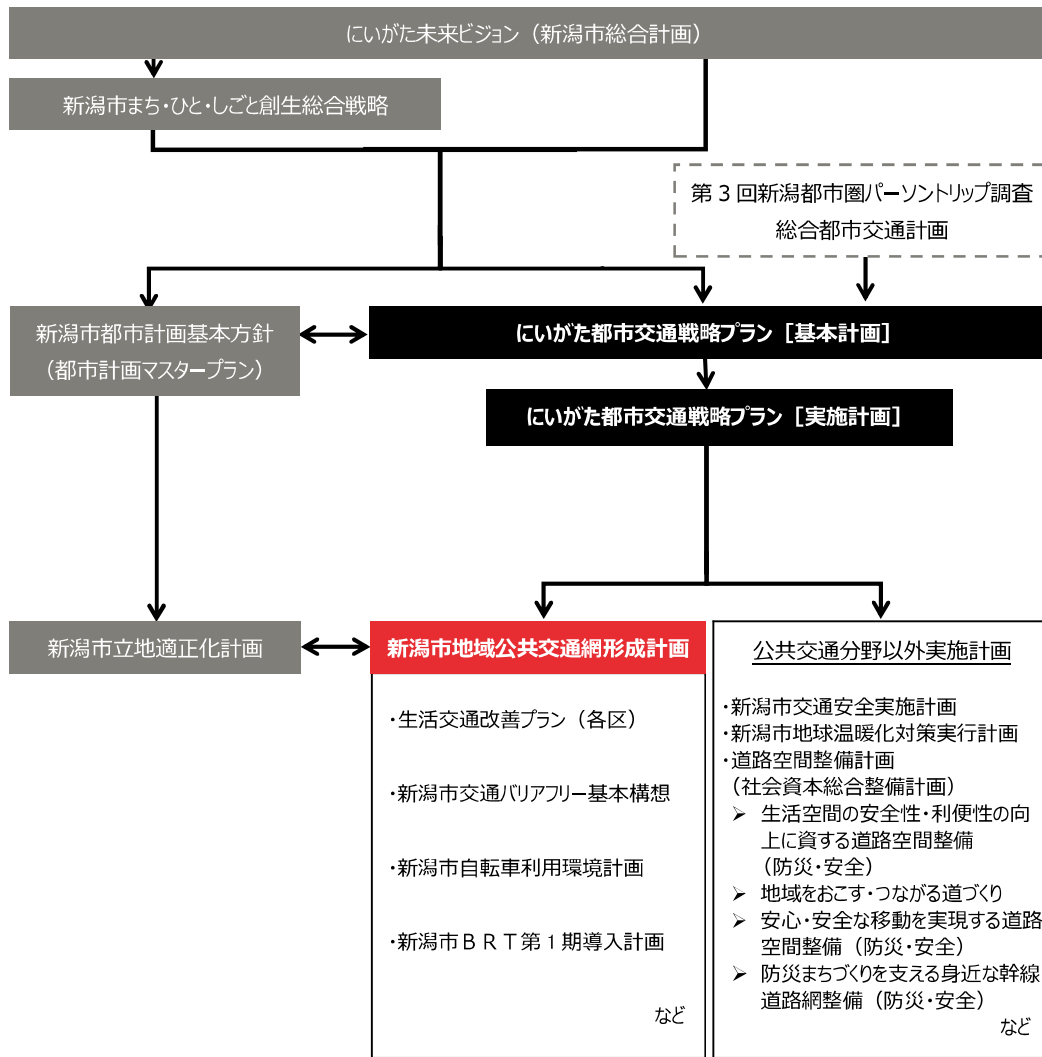 にいがた未来ビジョン（新潟市総合計画）
新潟市まち・ひと・しごと創生総合戦略
第３回新潟都市圏パーソントリップ調査
総合都市交通計画
新潟市都市計画基本方針
（都市計画マスタープラン）
にいがた都市交通戦略プラン［基本計画］
にいがた都市交通戦略プラン［実施計画］
新潟市立地適正化計画
新潟市地域公共交通網形成計画
・生活交通改善プラン（各区）
・新潟市交通バリアフリー基本構想
・新潟市自転車利用環境計画
・新潟市ＢＲＴ第１期導入計画
など
公共交通分野以外実施計画
・新潟市交通安全実施計画
・新潟市地球温暖化対策実行計画
・道路空間整備計画
（社会資本総合整備計画）
➢ 生活空間の安全性・利便性の向
上に資する道路空間整備
（防災・安全）
➢ 地域をおこす・つながる道づくり
➢ 安心・安全な移動を実現する道路
空間整備（防災・安全）
➢ 防災まちづくりを支える身近な幹線
道路網整備（防災・安全）
など